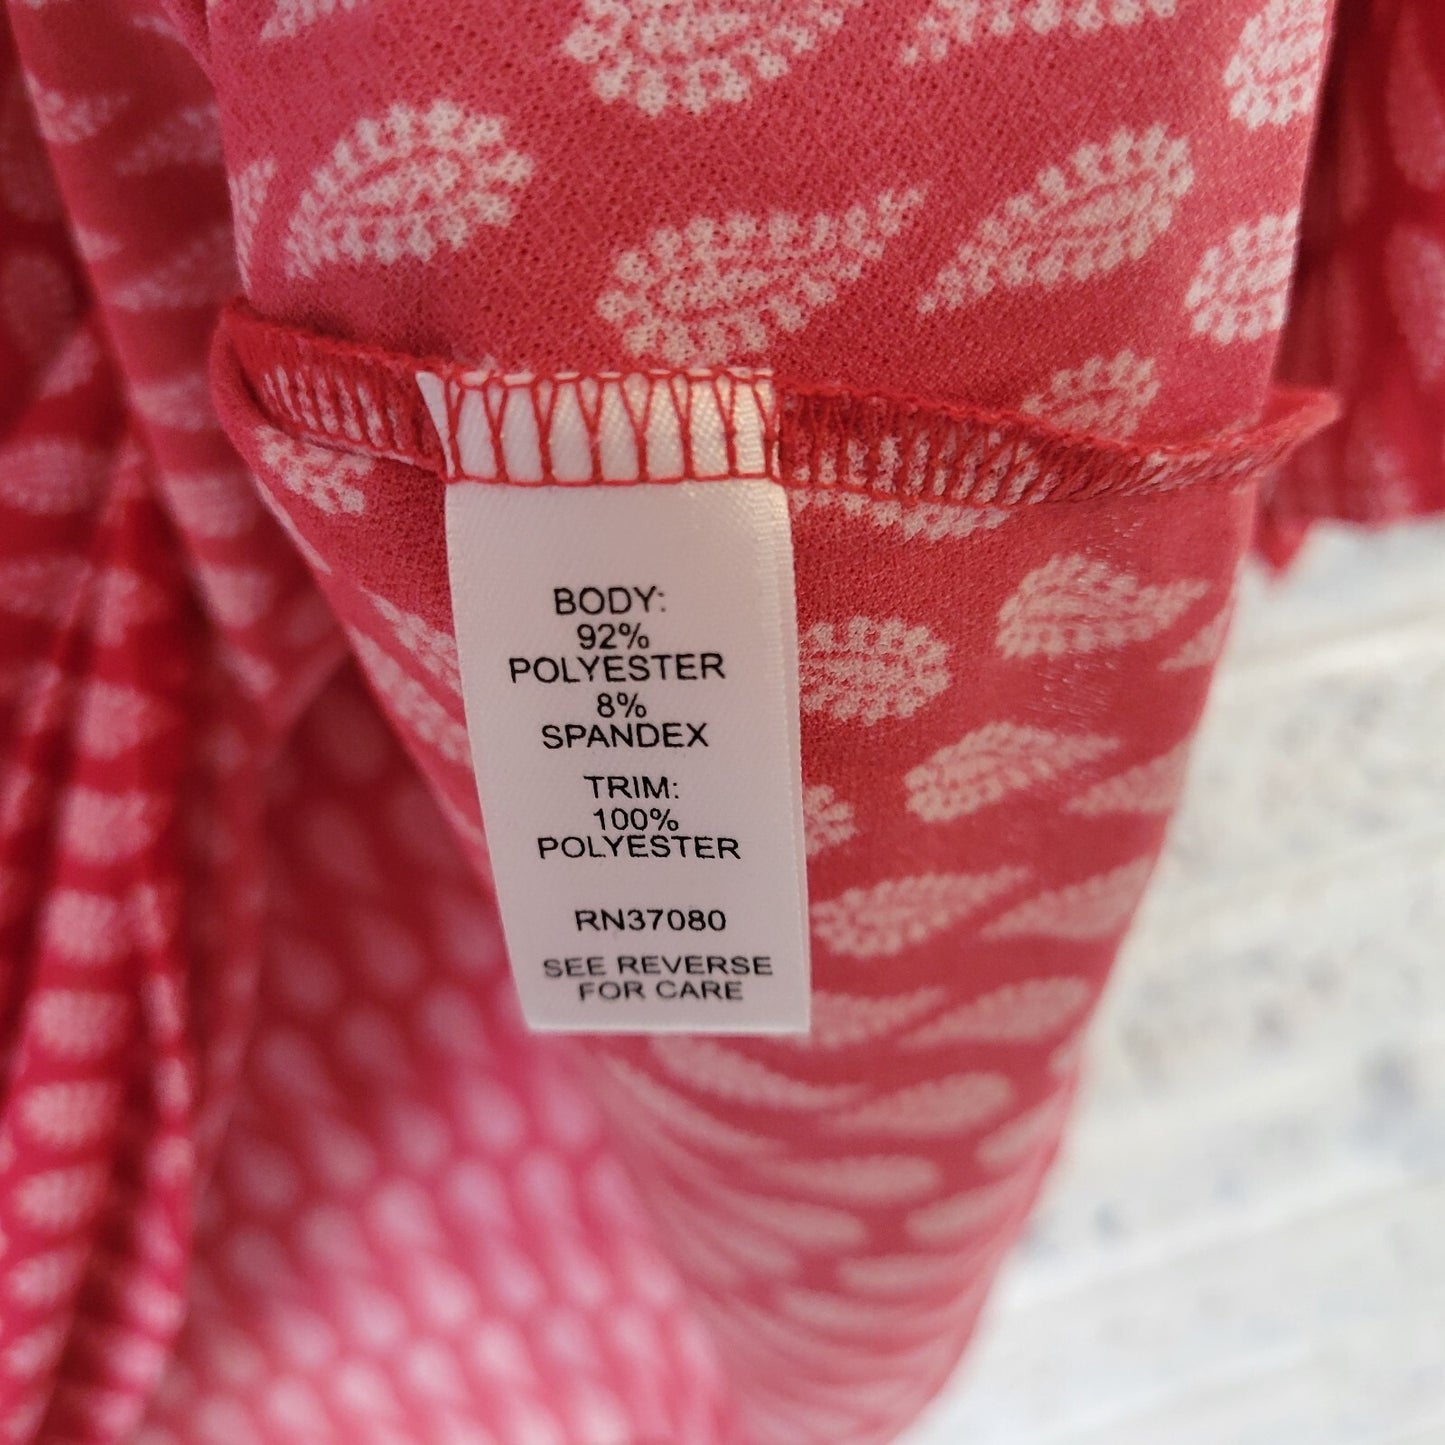 BODY:
92%
POLYESTER
8%
SPANDEX
TRIM:
100%
POLYESTER
RN37080
SEE REVERSE
FOR CARE